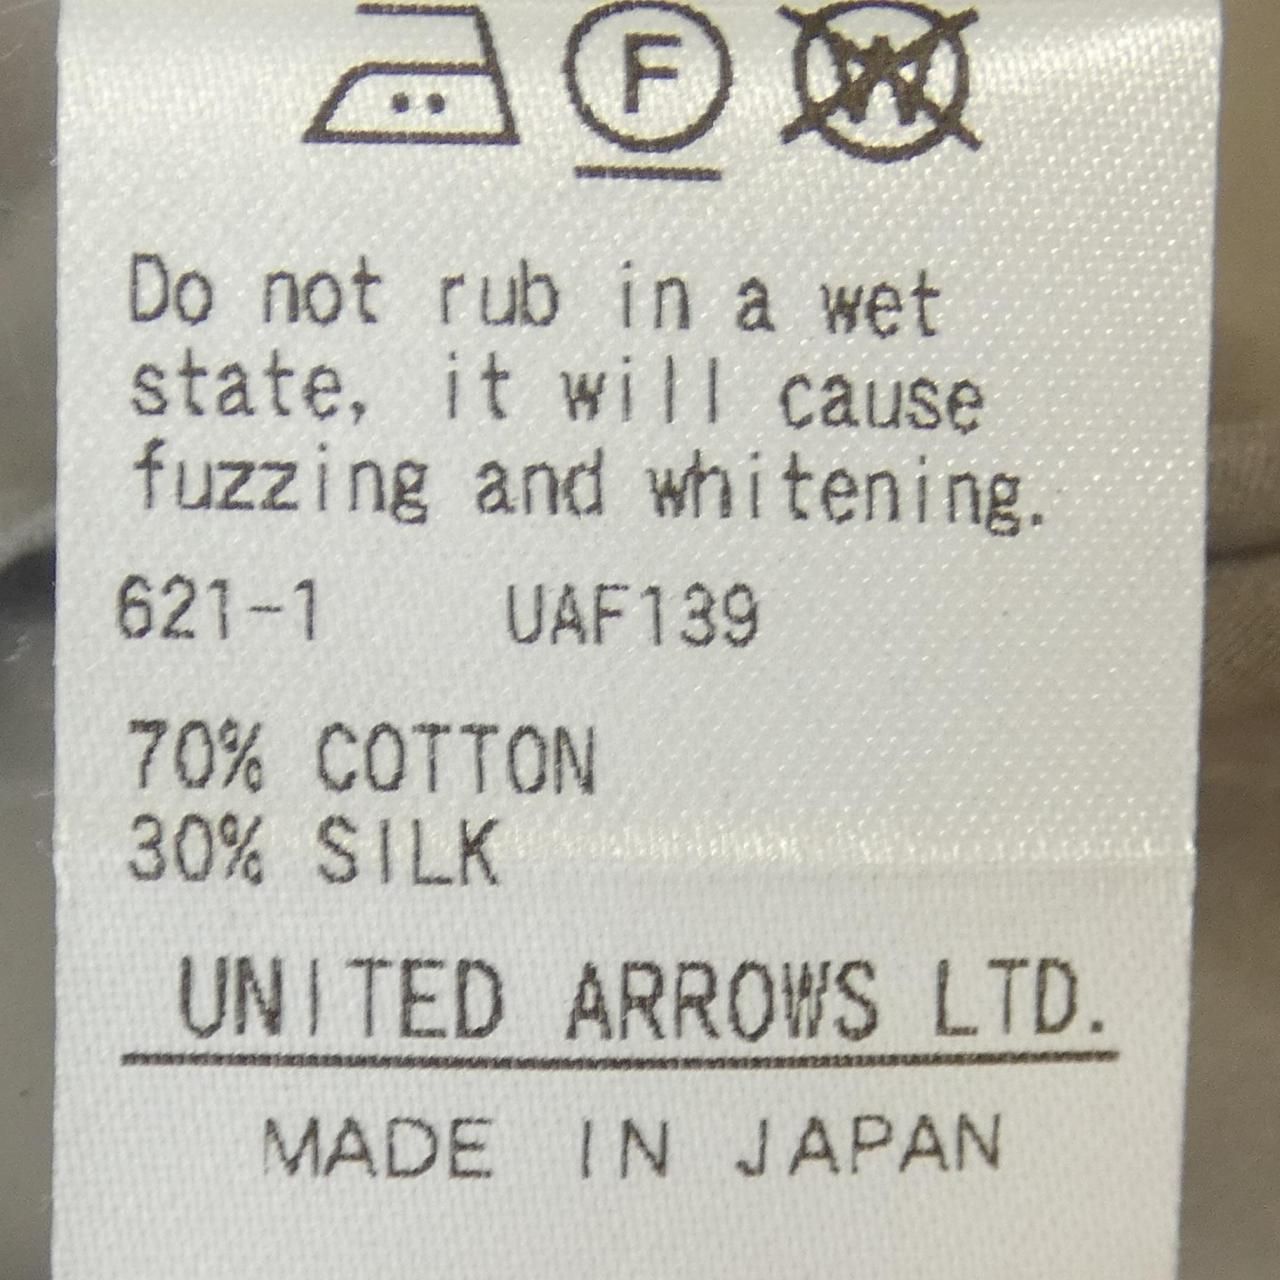 F W
Do not rub in a wet
state, it will cause
fuzzing and whitening.
621-1 UAF139
70% COTTON
30% SILK
UNITED ARROWS LTD.
MADE IN JAPAN